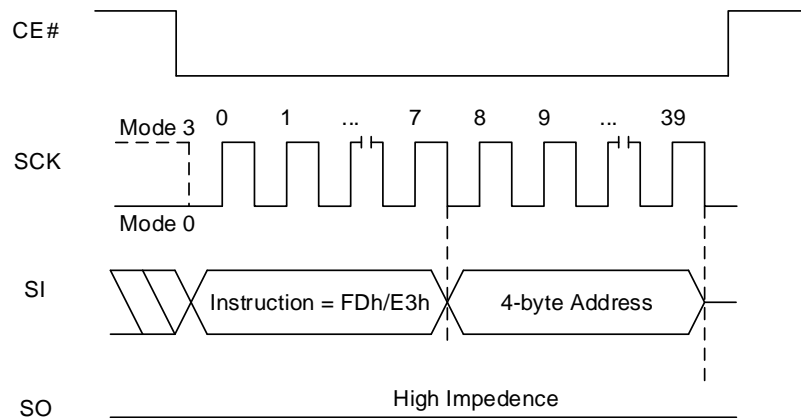 CE#
0 1 ... 7 8 9 ... 39
Mode 3
SCK
Mode 0
SI
Instruction = FDh/E3h
4-byte Address
High Impedence
SO